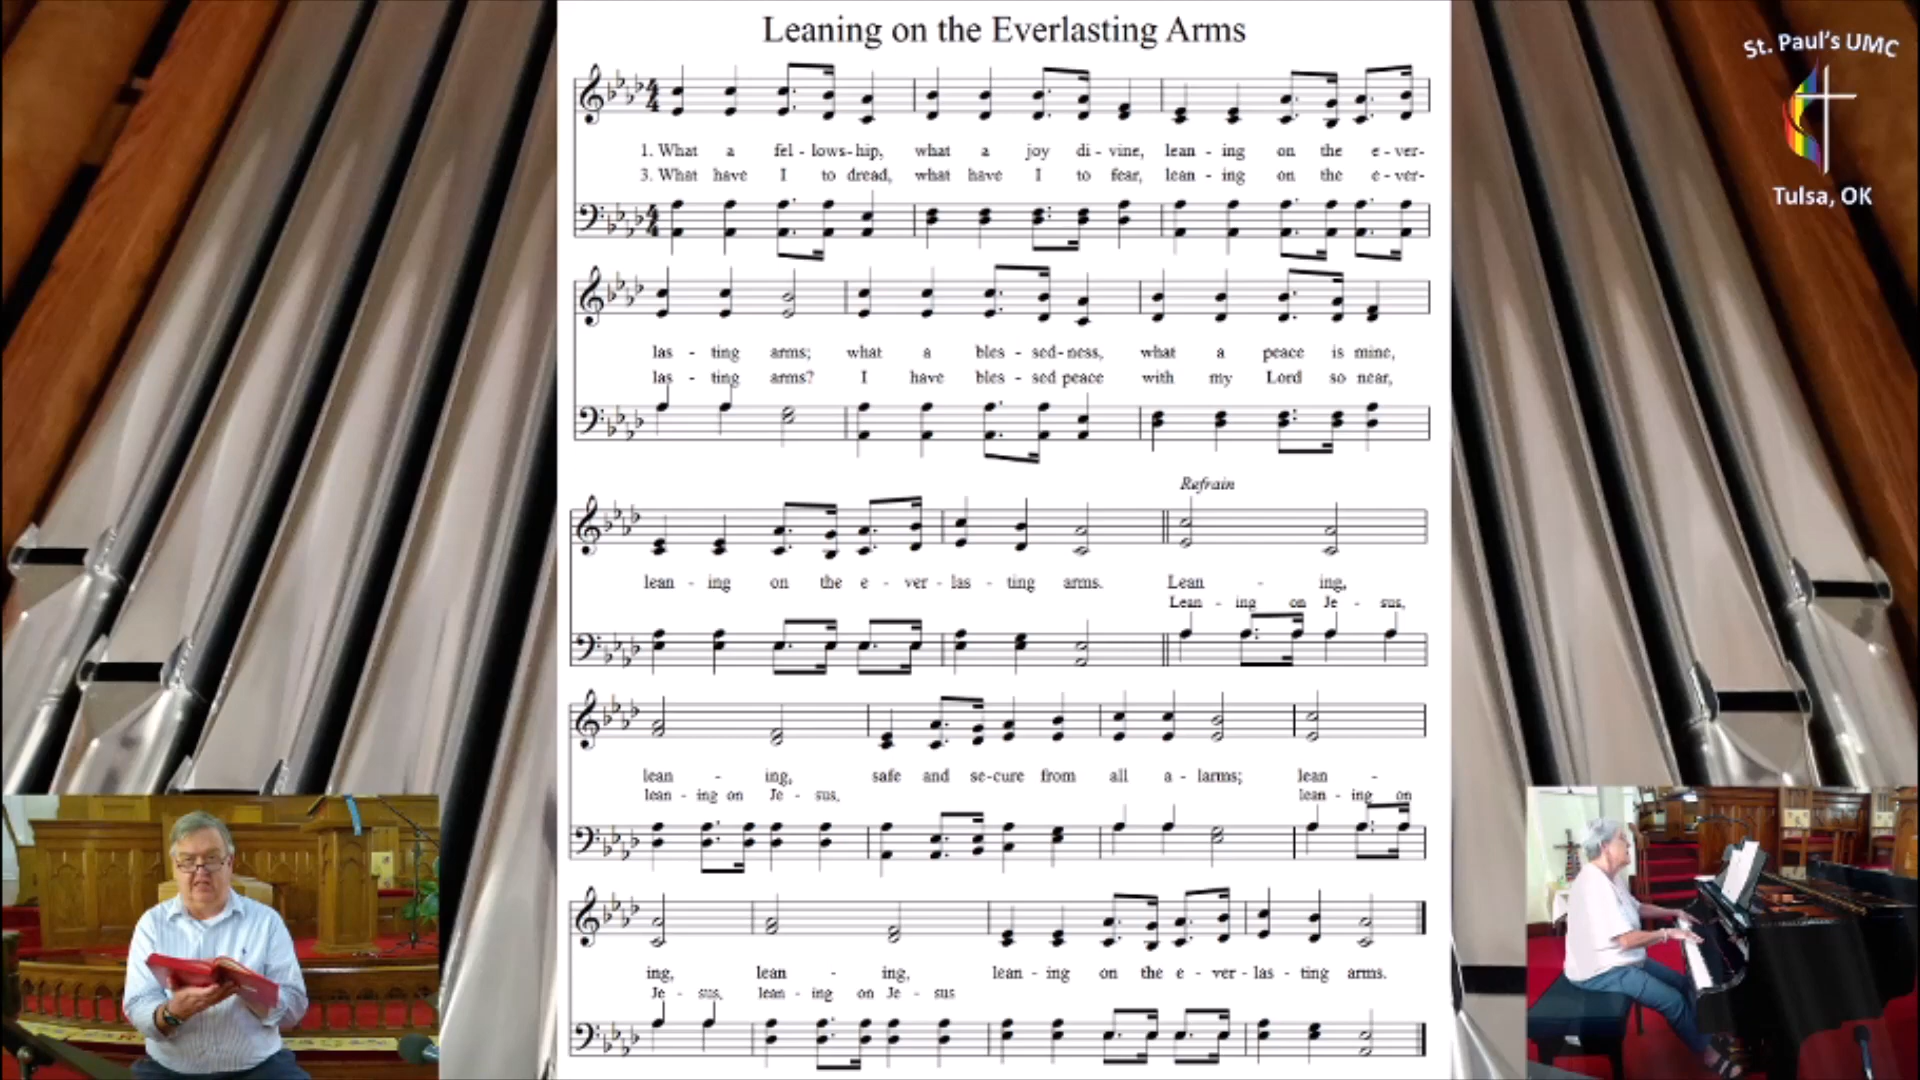 Leaning on the Everlasting Arms
St. Paul's UMC
Tulsa, OK
1. What a fel - lows - hip, what a joy di - vine, lean - ing on the e - ver-
3. What have I to dread, what have I to fear, lean - ing on the e - ver-
las - ting arms; what a bles - sed - ness, what a peace is mine,
las - ting arms? I have bles - sed peace with my Lord so near,
Refrain
lean - ing on the e - ver - las - ting arms. Lean - ing,
Lean - ing on Je - sus,
lean - ing, safe and se - cure from all a - larms; lean -
lean - ing on Je - sus, lean - ing on
ing, lean - ing, lean - ing on the e - ver - las - ting arms.
Je - sus, lean - ing on Je - sus